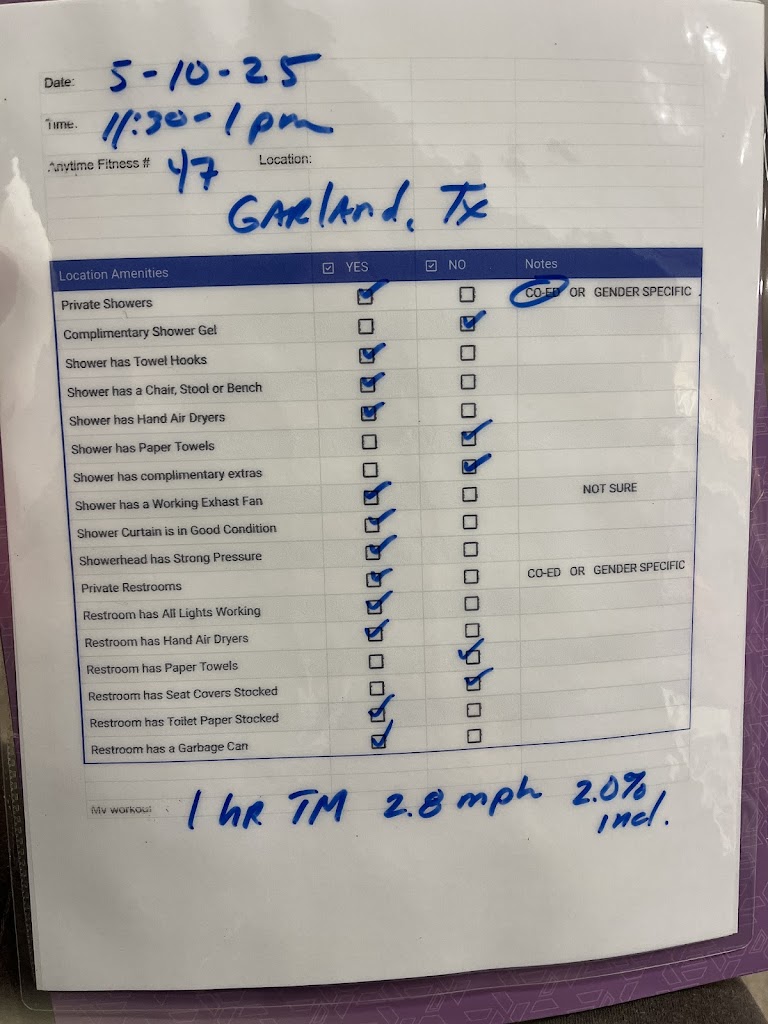 Date: 5-10-25
Time. 11:30-1pm
Anytime Fitness # 47 Location:
GARlAnd, Tx
Location Amenities ☑ YES ☑ NO Notes
Private Showers ☑ ☐ CO-ED OR GENDER SPECIFIC
Complimentary Shower Gel ☐ ☑
Shower has Towel Hooks ☑ ☐
Shower has a Chair, Stool or Bench ☑ ☐
Shower has Hand Air Dryers ☑ ☐
Shower has Paper Towels ☐ ☑
Shower has complimentary extras ☐ ☑
Shower has a Working Exhast Fan ☑ ☐ NOT SURE
Shower Curtain is in Good Condition ☑ ☐
Showerhead has Strong Pressure ☑ ☐
Private Restrooms ☑ ☐ CO-ED OR GENDER SPECIFIC
Restroom has All Lights Working ☑ ☐
Restroom has Hand Air Dryers ☑ ☐
Restroom has Paper Towels ☐ ☑
Restroom has Seat Covers Stocked ☐ ☑
Restroom has Toilet Paper Stocked ☑ ☐
Restroom has a Garbage Can ☑ ☐
My workout 1 HR TM 2.8 mph 2.0%
incl.